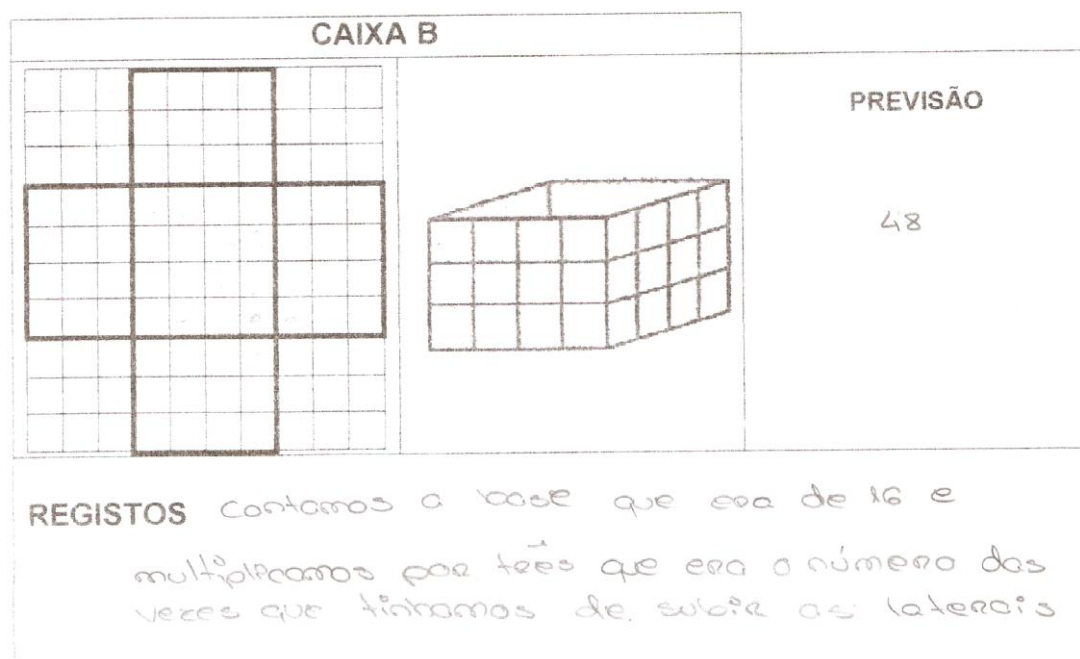 CAIXA B
PREVISÃO
48
REGISTOS Contamos a base que era de 16 e
multiplicamos por três que era o número das
vezes que tinhamos de subir as laterais